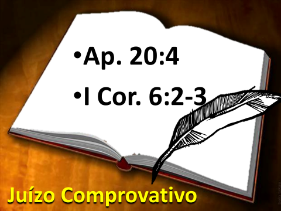 •Ap. 20:4
•I Cor. 6:2-3
Juízo Comprovativo